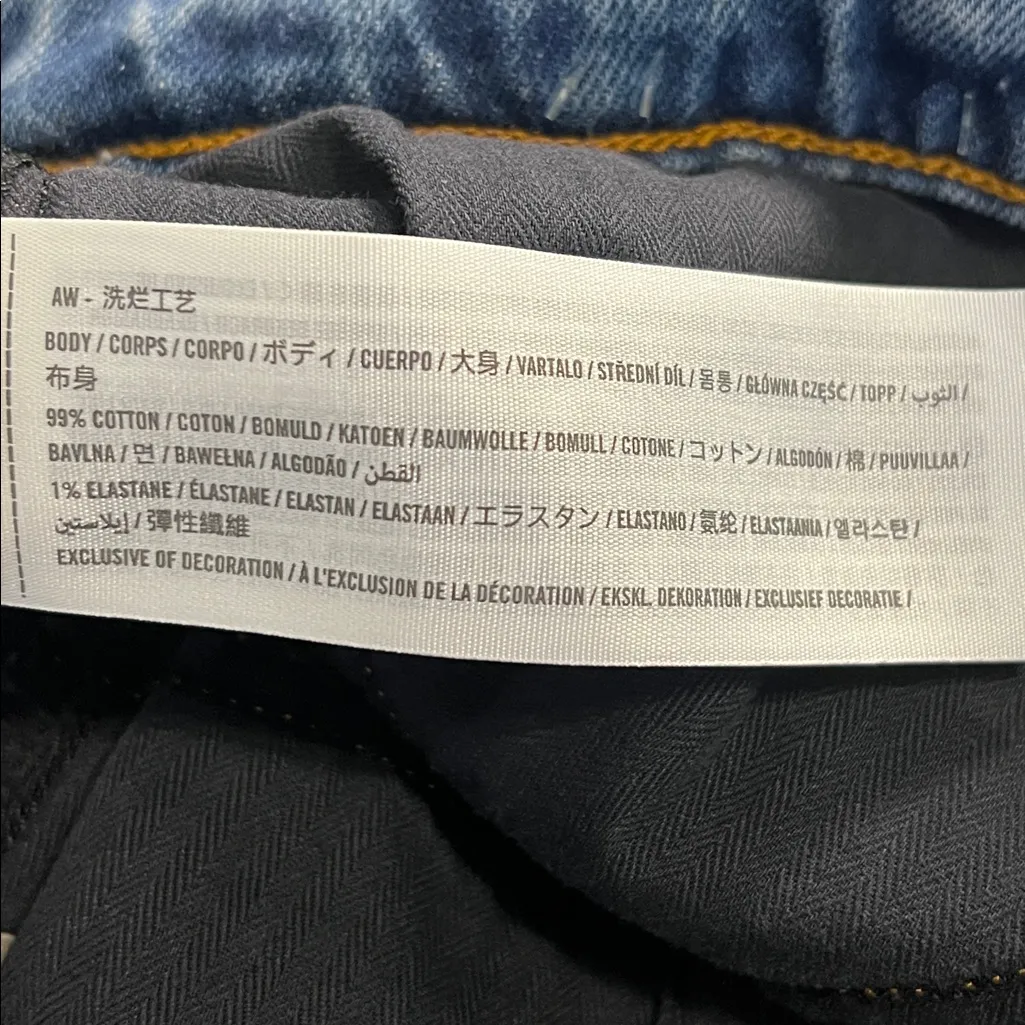 AW - 洗烂工艺
BODY / CORPS / CORPO / ボディ / CUERPO / 大身 / VARTALO / STŘEDNÍ DÍL / 몸통 / GŁÓWNA CZĘŚĆ / TOPP / الثوب /
布身
99% COTTON / COTON / BOMULD / KATOEN / BAUMWOLLE / BOMULL / COTONE / コットン / ALGODÓN / 棉 / PUUVILLAA /
BAVLNA / 면 / BAWEŁNA / ALGODÃO / القطن
1% ELASTANE / ÉLASTANE / ELASTAN / ELASTAAN / エラスタン / ELASTANO / 氨纶 / ELASTAANIA / 엘라스탄 /
إيلاستين / 彈性纖維
EXCLUSIVE OF DECORATION / À L'EXCLUSION DE LA DÉCORATION / EKSKL. DEKORATION / EXCLUSIEF DECORATIE /